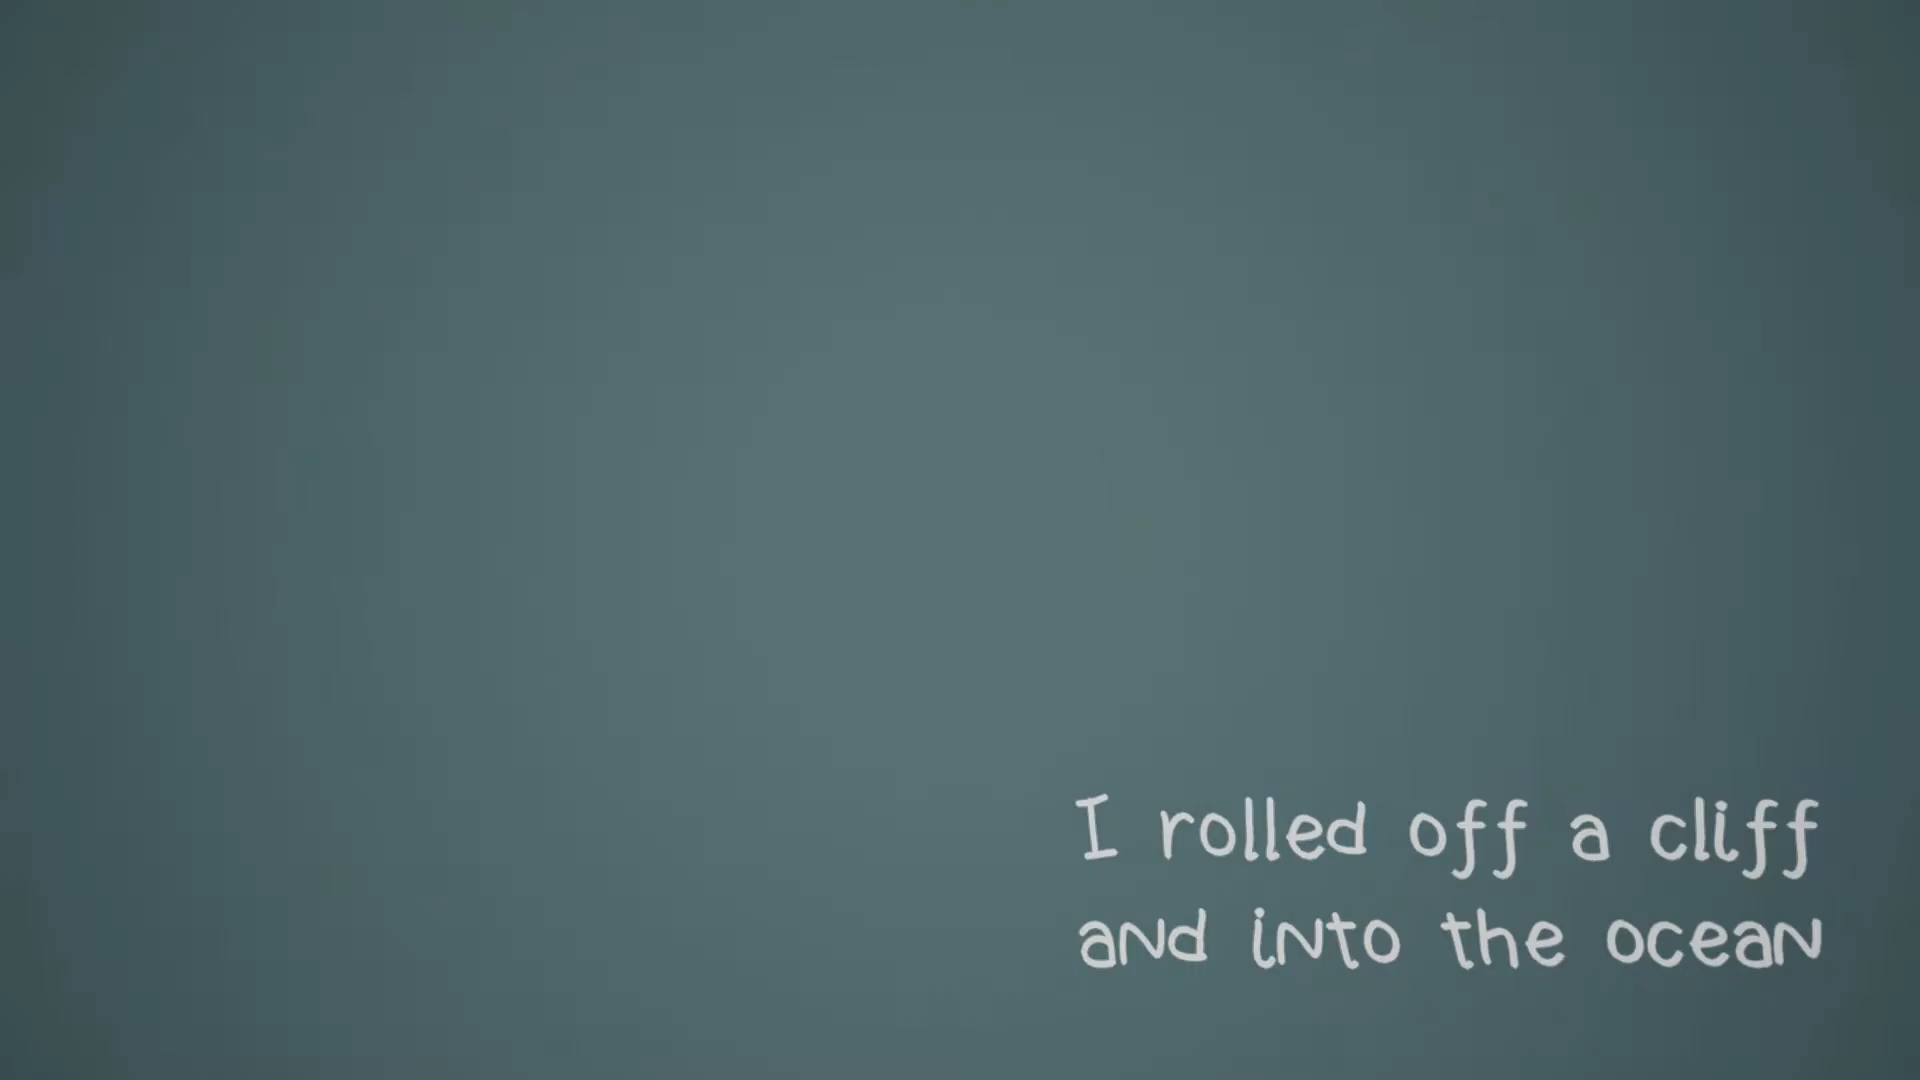 I rolled off a cliff
and into the ocean